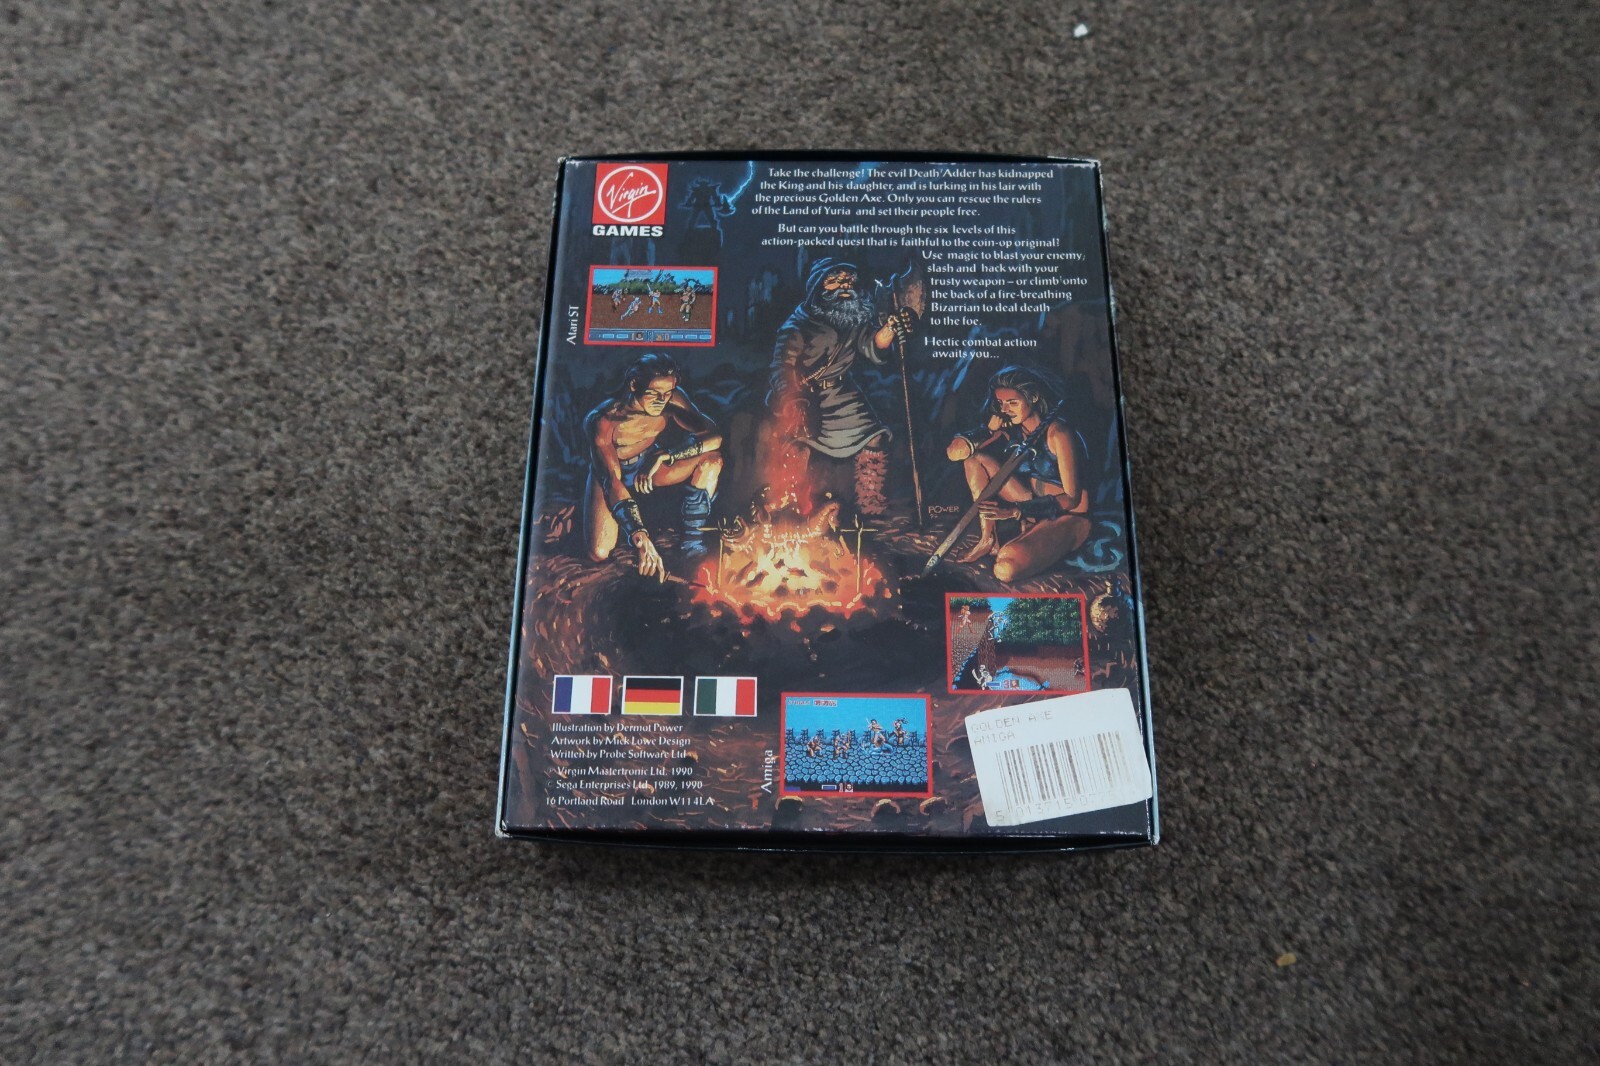 Virgin
GAMES
Take the challenge! The evil Death Adder has kidnapped
the King and his daughter, and is lurking in his lair with
the precious Golden Axe. Only you can rescue the rulers
of the Land of Yuria and set their people free.
But can you battle through the six levels of this
action-packed quest that is faithful to the coin-op original?
Use magic to blast your enemy,
slash and hack with your
trusty weapon – or climb onto
the back of a fire-breathing
Bizarrian to deal death
to the foe.
Hectic combat action
awaits you...
Atari ST
POWER
Illustration by Dermot Power
Artwork by Mick Lowe Design
Written by Probe Software Ltd
Virgin Mastertronic Ltd. 1990
© Sega Enterprises Ltd. 1989, 1990
16 Portland Road London W11 4LA
Amiga
GOLDEN AXE
AMIGA